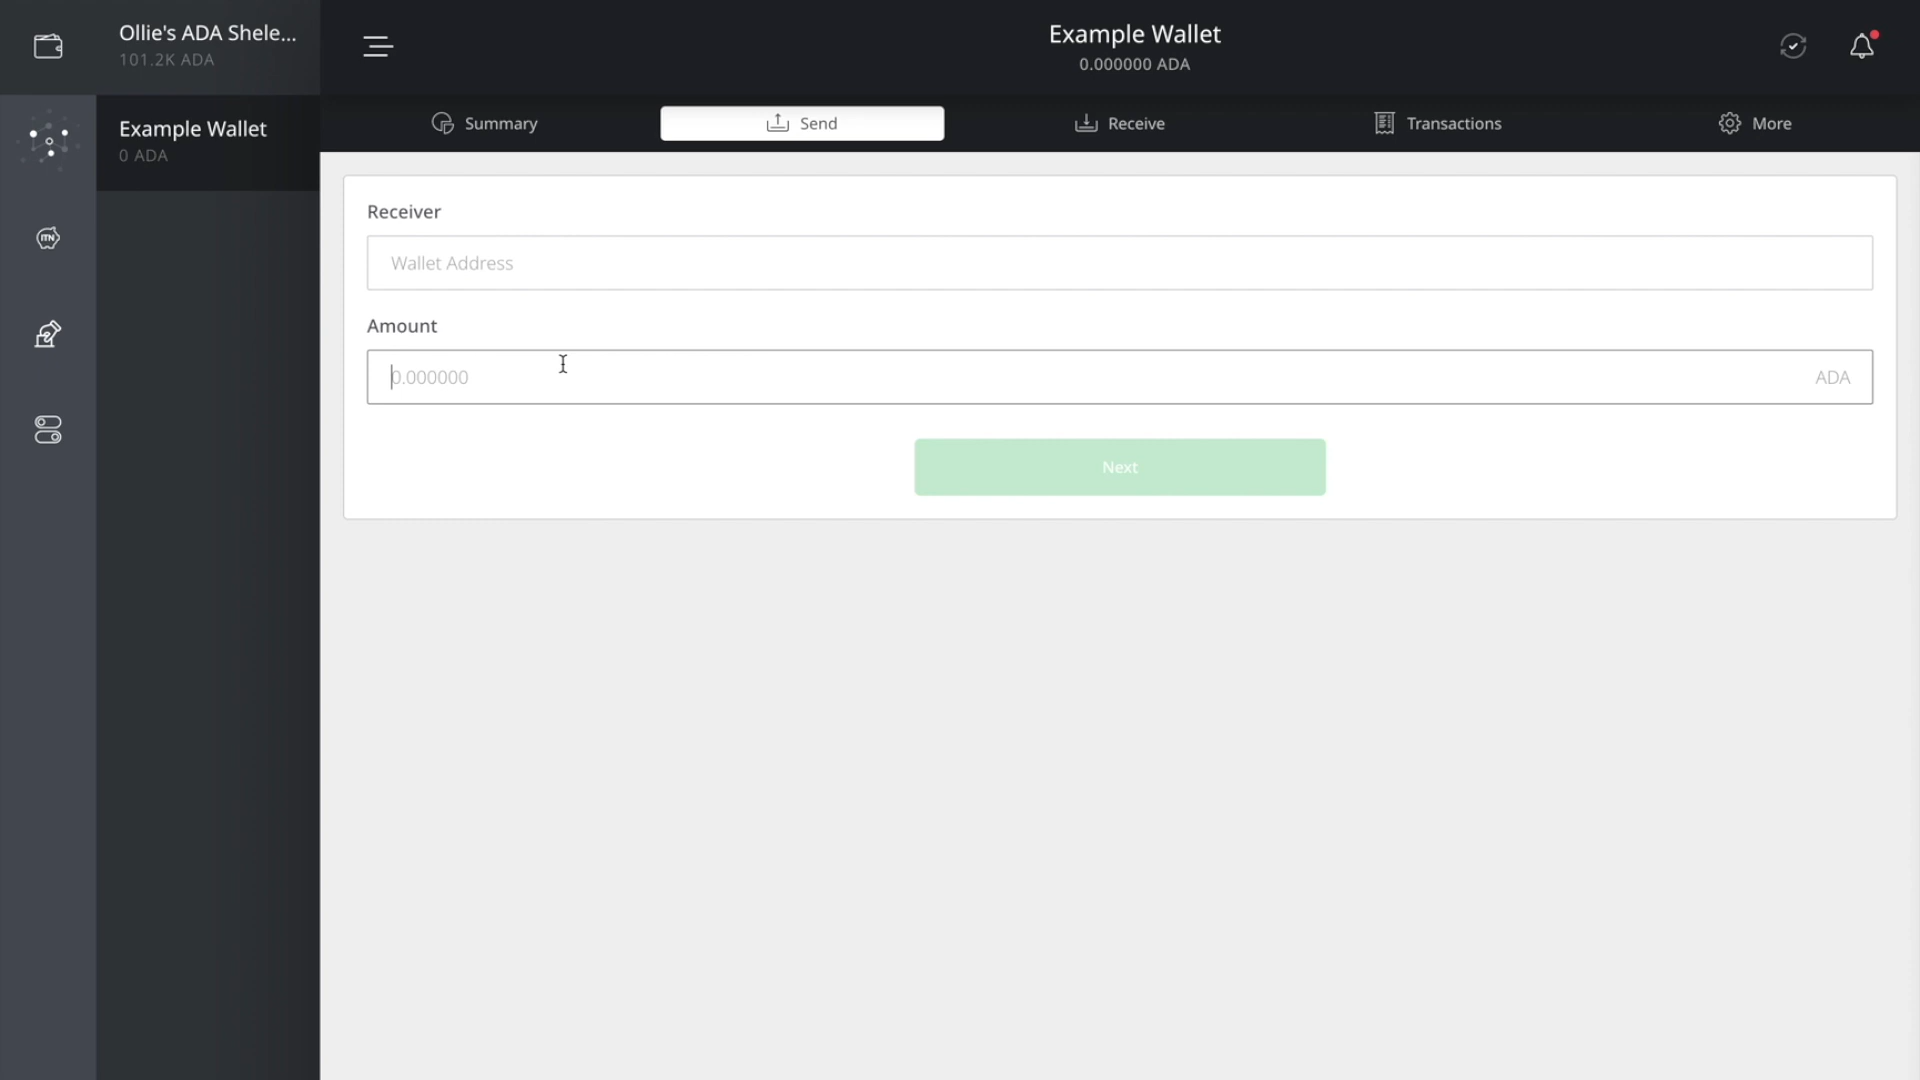 Ollie's ADA Shele...
101.2K ADA
Example Wallet
0.000000 ADA
Example Wallet
0 ADA
Summary
Send
Receive
Transactions
More
ITN
Receiver
Wallet Address
Amount
0.000000
ADA
Next